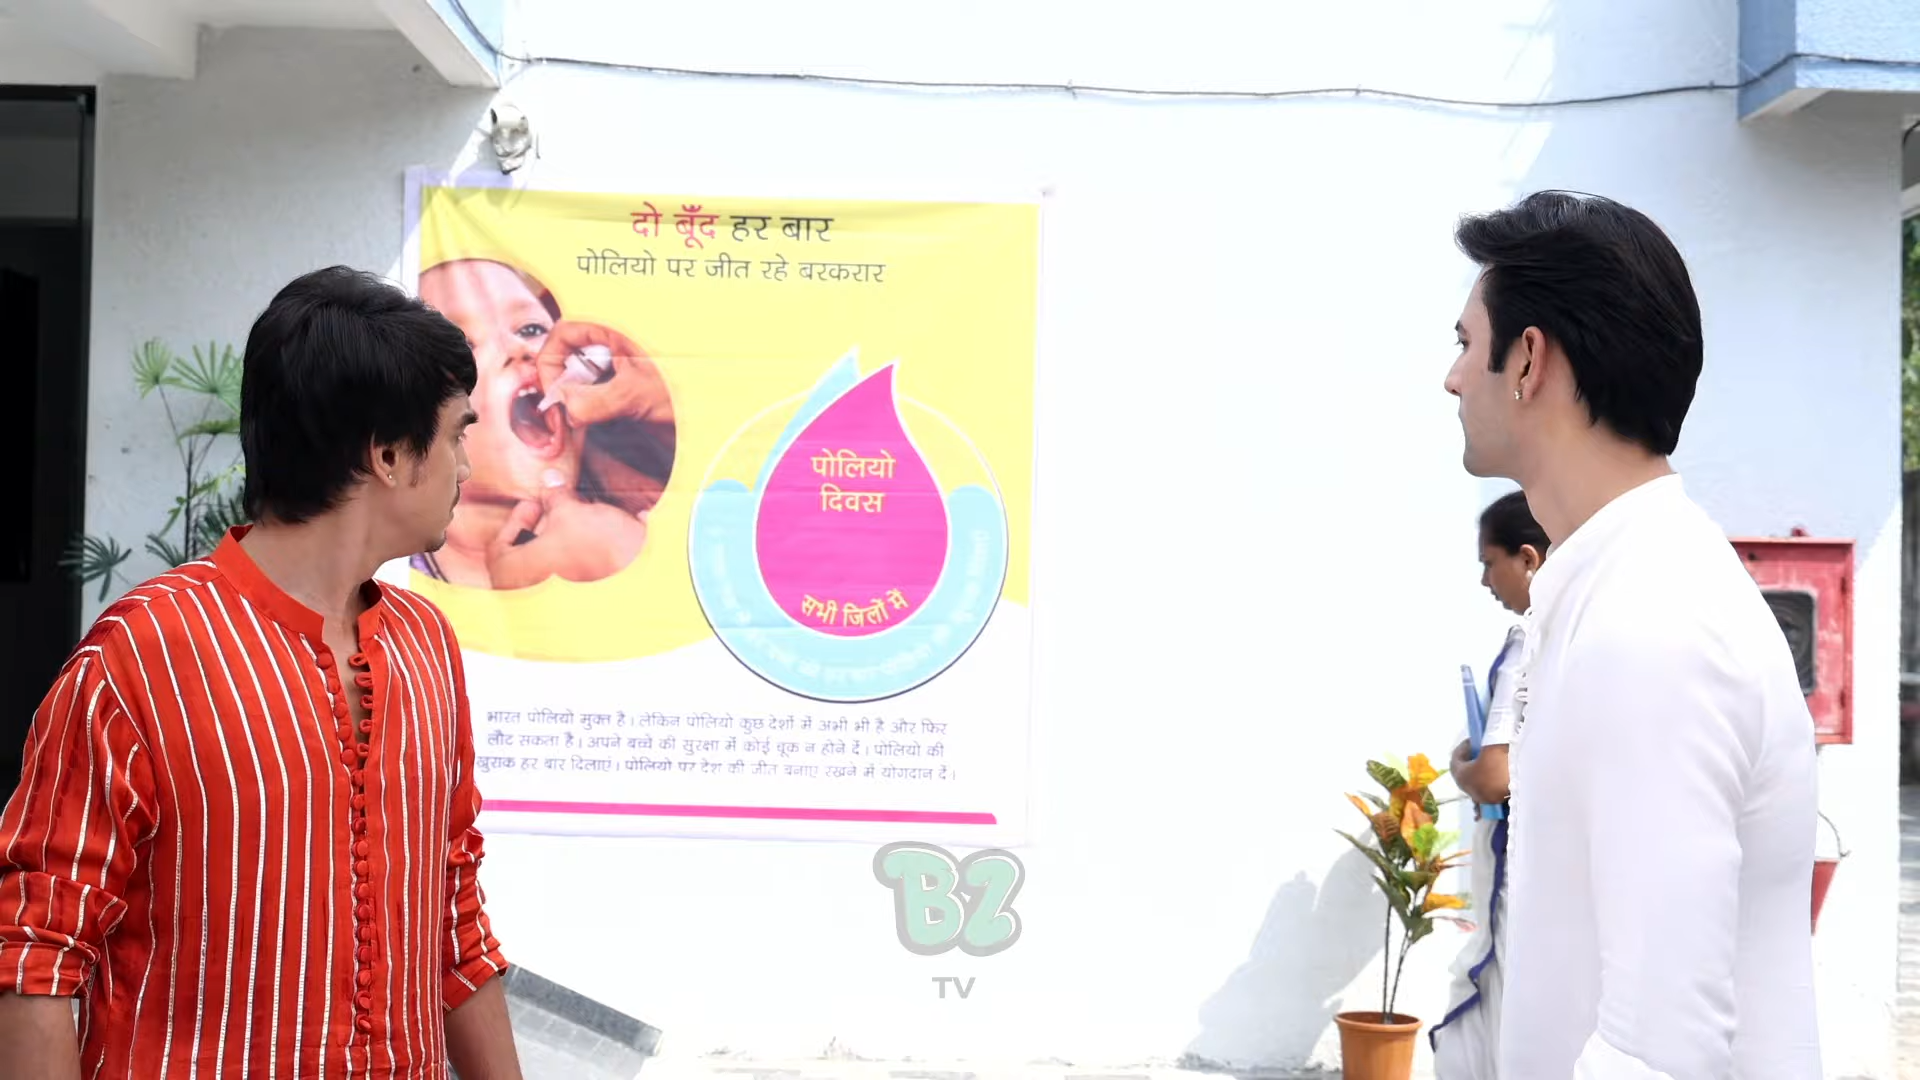 दो बूँद हर बार
पोलियो पर जीत रहे बरकरार
पोलियो
दिवस
सभी जिलों में
भारत पोलियो मुक्त है। लेकिन पोलियो कुछ देशों में अभी भी है और फिर
लौट सकता है। अपने बच्चे की सुरक्षा में कोई चूक न होने दें। पोलियो की
खुराक हर बार दिलाएं। पोलियो पर देश की जीत बनाए रखने में योगदान दें।
BZ
TV